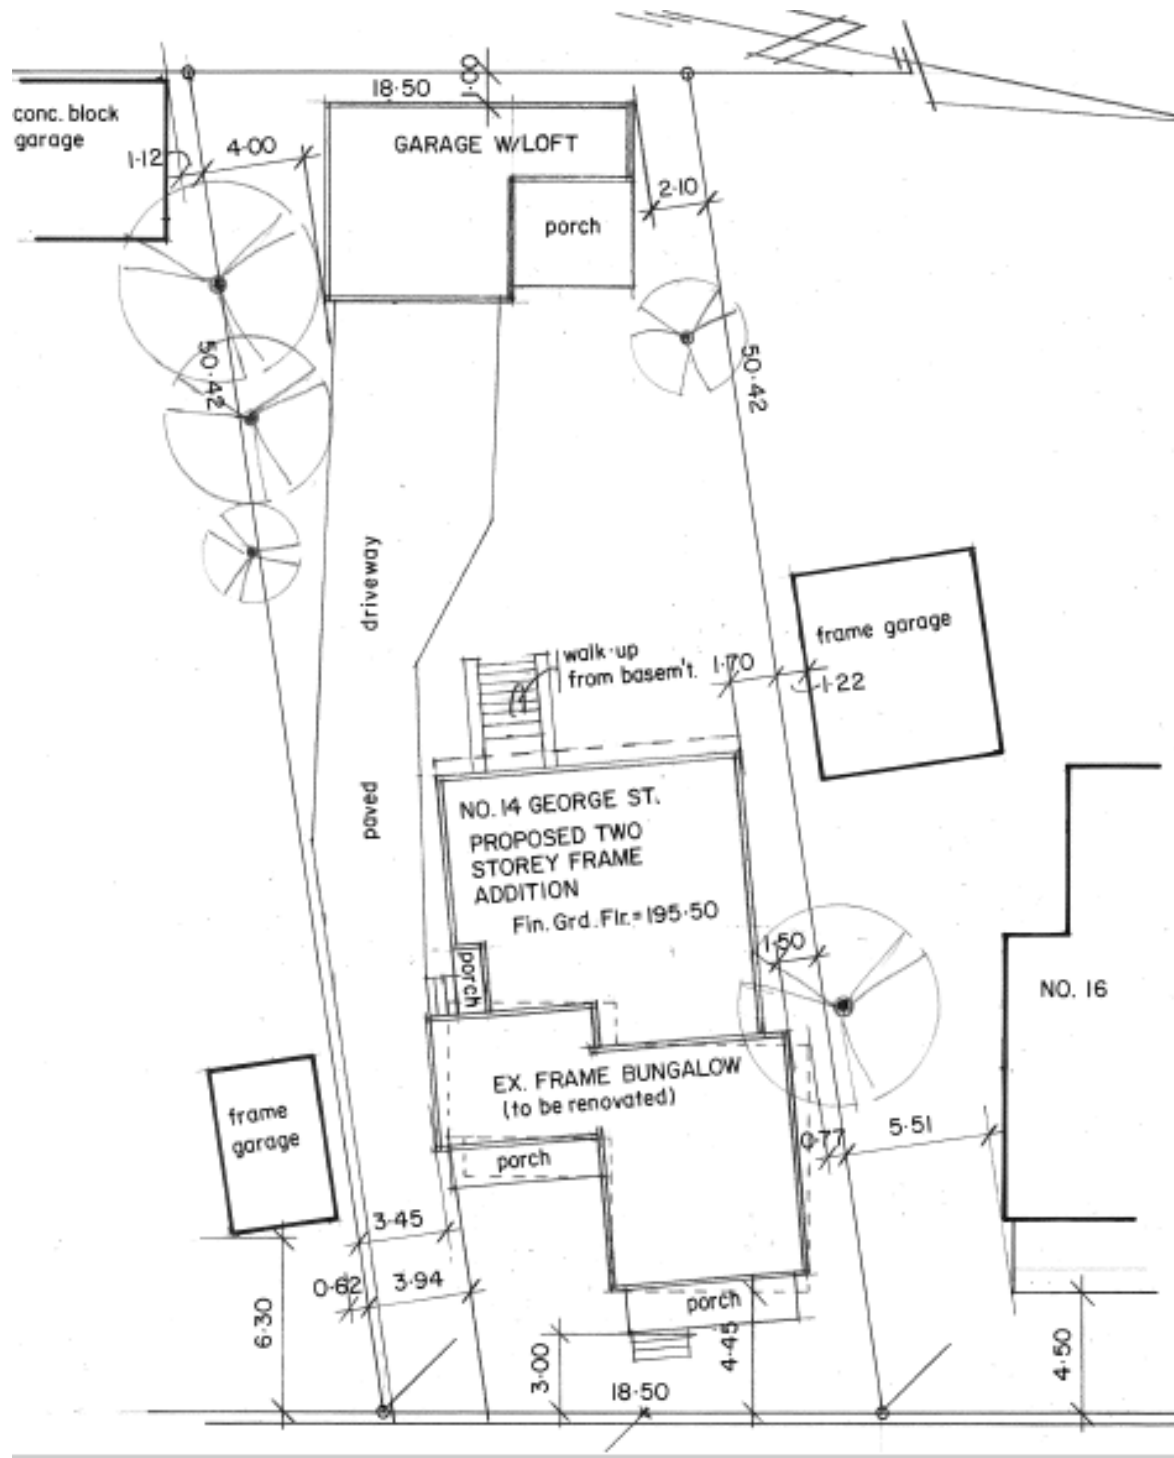 1·00
18·50
conc. block
garage
GARAGE W/LOFT
1·12
4·00
2·10
porch
50·42
50·42
driveway
frame garage
walk·up
from basem't.
1·70
1·22
paved
NO. 14 GEORGE ST.
PROPOSED TWO
STOREY FRAME
ADDITION
Fin. Grd. Flr. = 195·50
1·50
porch
NO. 16
EX. FRAME BUNGALOW
(to be renovated)
frame
garage
0·77
5·51
porch
3·45
0·62
3·94
porch
6·30
3·00
4·45
4·50
18·50